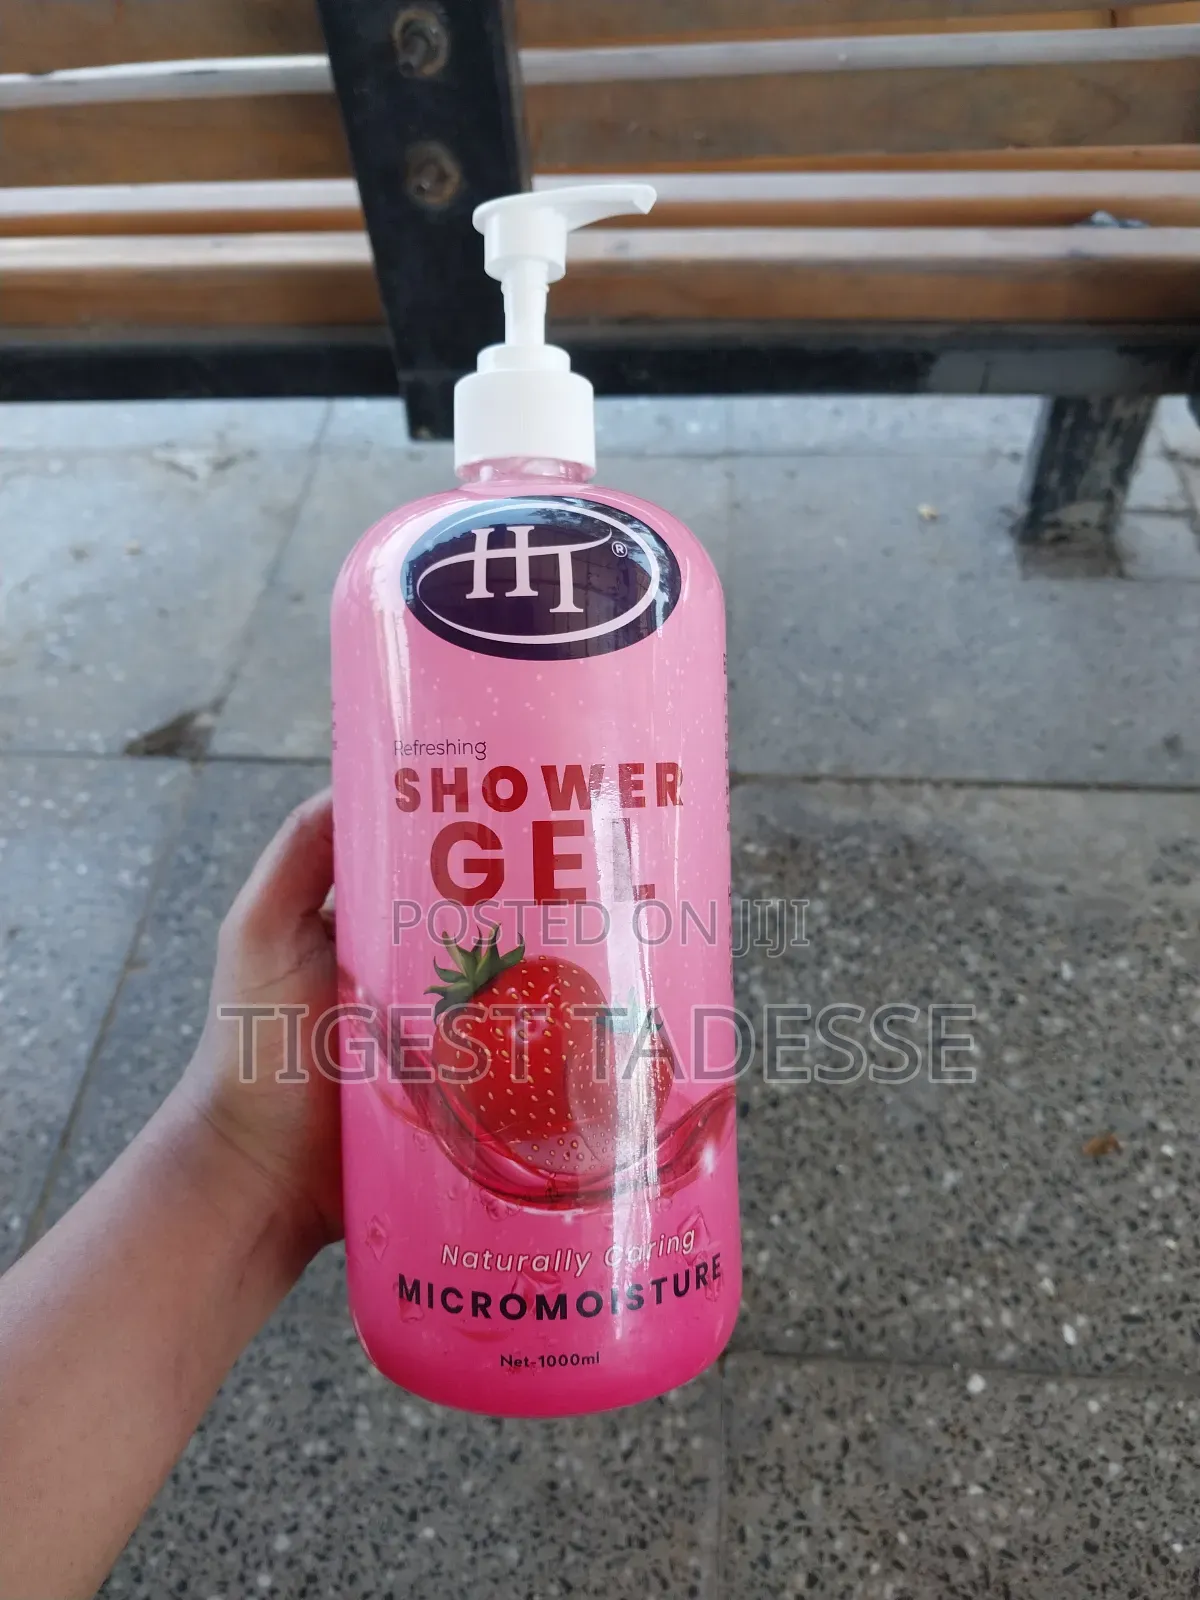 HT ®
Refreshing
SHOWER
GEL
POSTED ON JIJI
TIGEST TADESSE
Naturally Caring
MICROMOISTURE
Net-1000ml